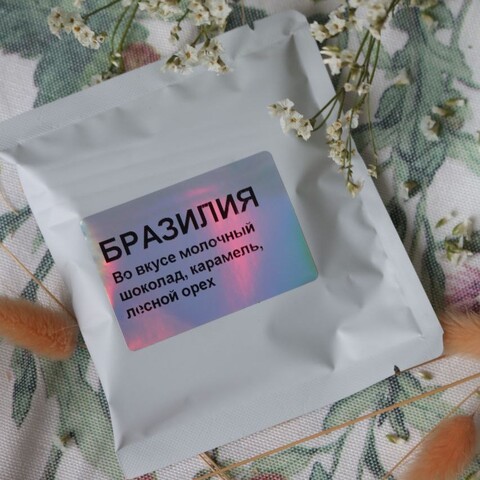 БРАЗИЛИЯ
Во вкусе молочный
шоколад, карамель,
лесной орех